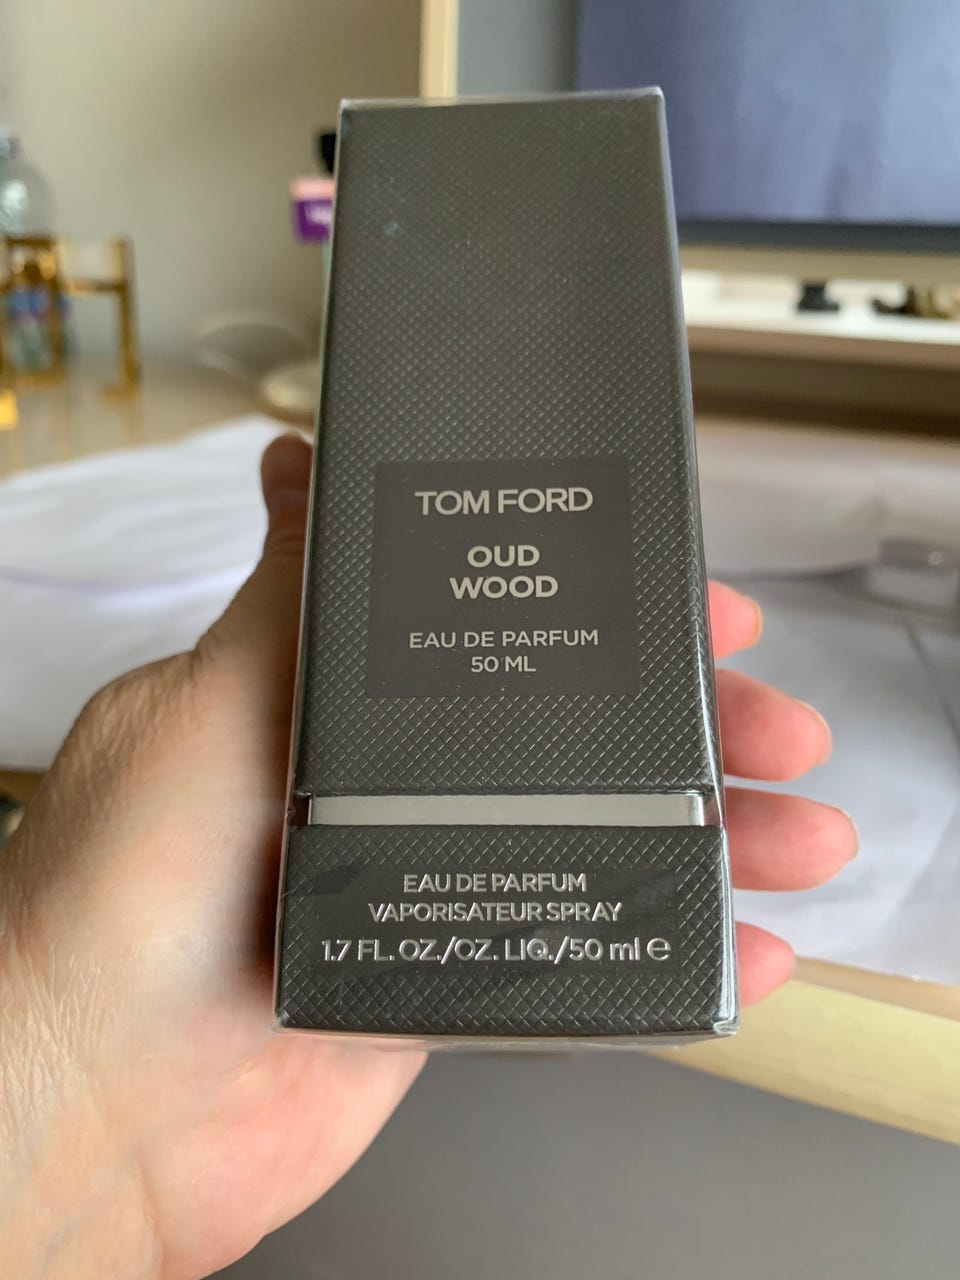 TOM FORD
OUD
WOOD
EAU DE PARFUM
50 ML
EAU DE PARFUM
VAPORISATEUR SPRAY
1.7 FL. OZ./OZ. LIQ./50 ml ℮